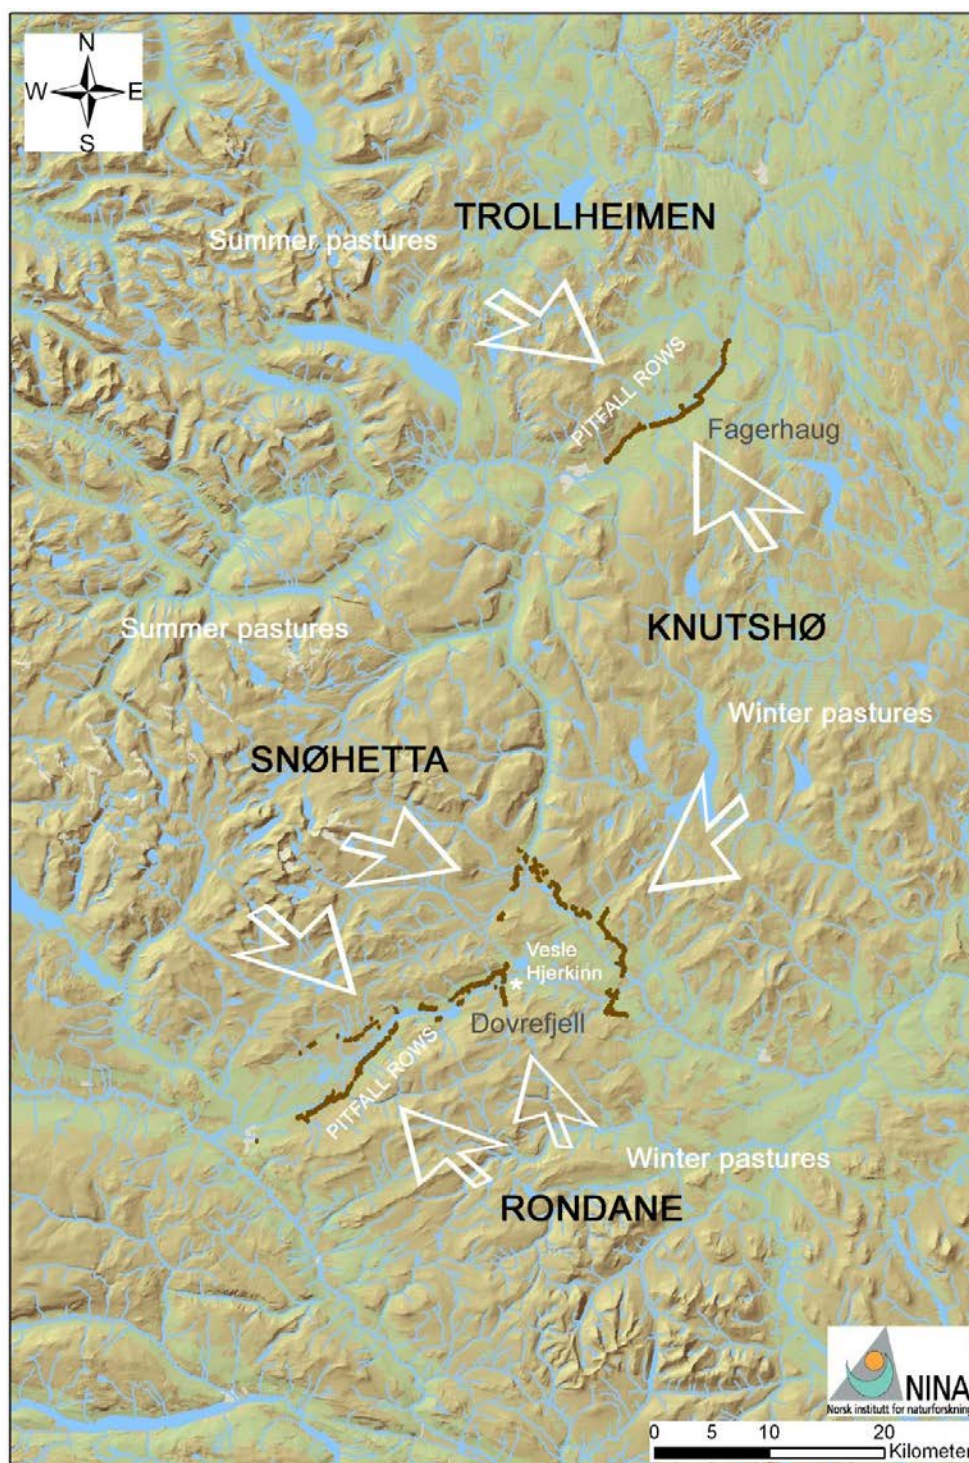 N
W E
S
TROLLHEIMEN
Summer pastures
PITFALL ROWS
Fagerhaug
KNUTSHØ
Summer pastures
Winter pastures
SNØHETTA
Vesle
Hjerkinn
*
Dovrefjell
PITFALL ROWS
Winter pastures
RONDANE
NINA
Norsk institutt for naturforskning
0 5 10 20
Kilometer